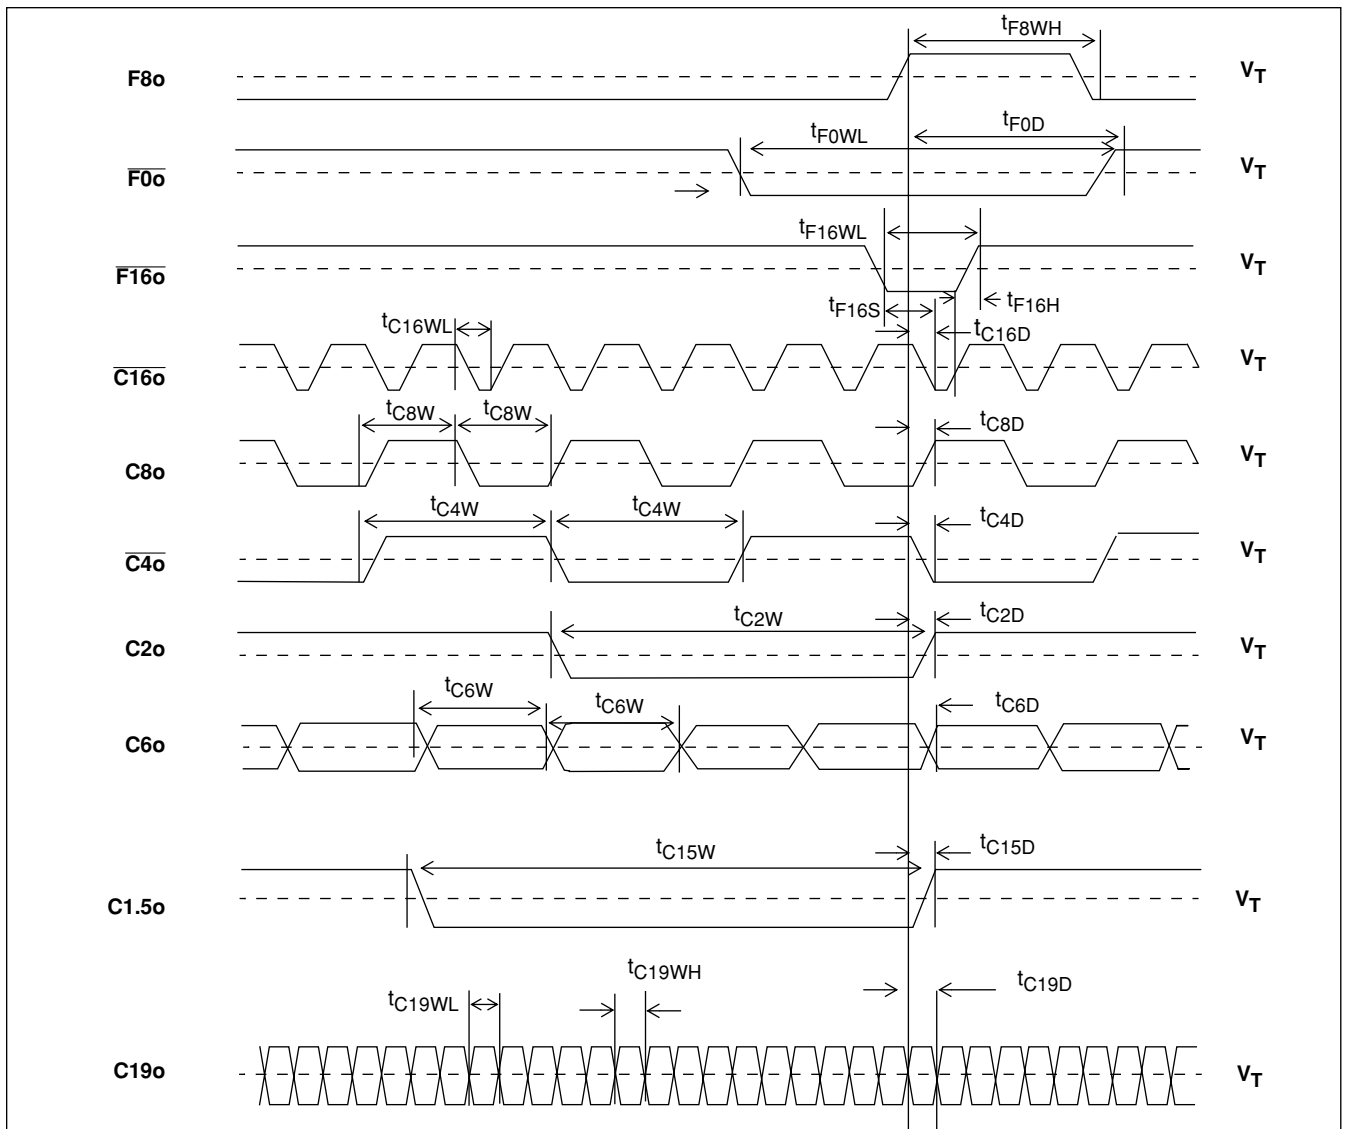 tF8WH
F8o
VT
tF0WL
tF0D
F0o
VT
tF16WL
F16o
VT
tF16S
tF16H
tC16WL
tC16D
C16o
VT
tC8W
tC8W
tC8D
C8o
VT
tC4W
tC4W
tC4D
C4o
VT
tC2W
tC2D
C2o
VT
tC6W
tC6W
tC6D
C6o
VT
tC15W
tC15D
C1.5o
VT
tC19WL
tC19WH
tC19D
C19o
VT